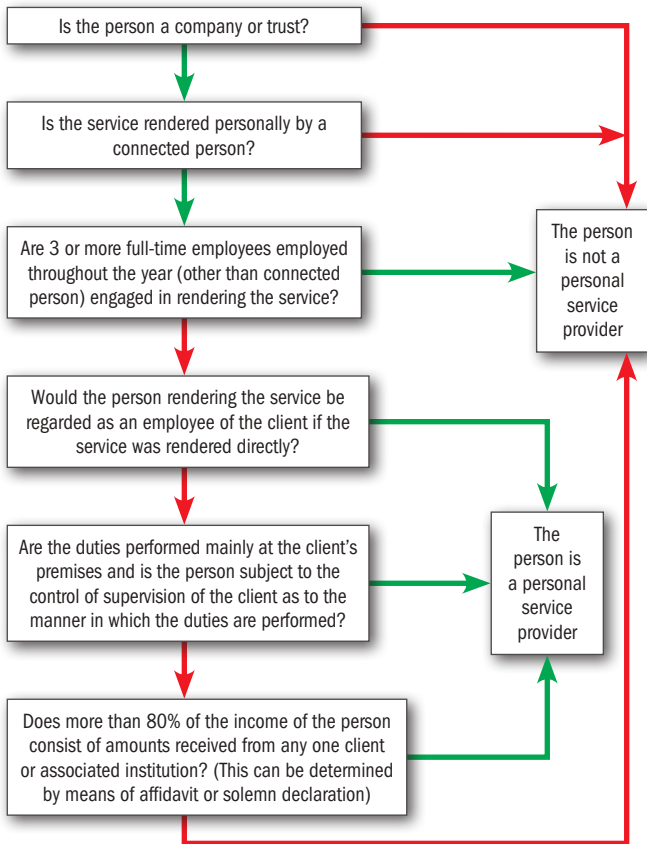 Is the person a company or trust?
Is the service rendered personally by a
connected person?
Are 3 or more full-time employees employed
throughout the year (other than connected
person) engaged in rendering the service?
The person
is not a
personal
service
provider
Would the person rendering the service be
regarded as an employee of the client if the
service was rendered directly?
Are the duties performed mainly at the client’s
premises and is the person subject to the
control of supervision of the client as to the
manner in which the duties are performed?
The
person is
a personal
service
provider
Does more than 80% of the income of the person
consist of amounts received from any one client
or associated institution? (This can be determined
by means of affidavit or solemn declaration)